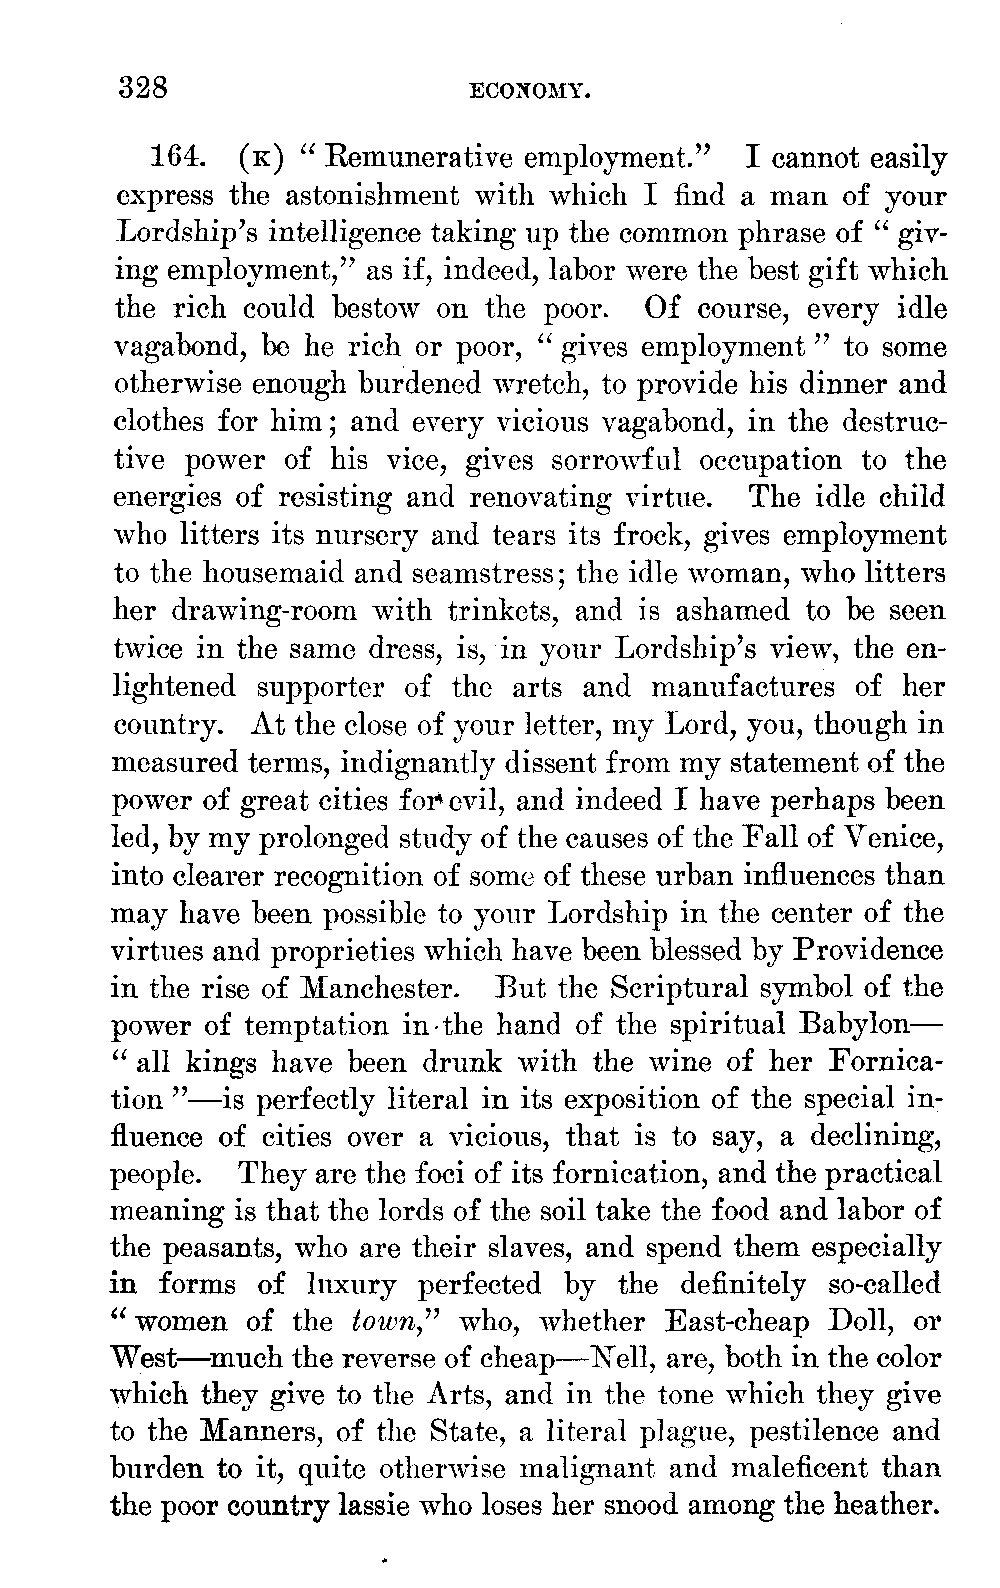 328 ECONOMY.
164. (K) " Remunerative employment." I cannot easily
express the astonishment with which I find a man of your
Lordship's intelligence taking up the common phrase of " giv-
ing employment," as if, indeed, labor were the best gift which
the rich could bestow on the poor. Of course, every idle
vagabond, be he rich or poor, " gives employment " to some
otherwise enough burdened wretch, to provide his dinner and
clothes for him; and every vicious vagabond, in the destruc-
tive power of his vice, gives sorrowful occupation to the
energies of resisting and renovating virtue. The idle child
who litters its nursery and tears its frock, gives employment
to the housemaid and seamstress; the idle woman, who litters
her drawing-room with trinkets, and is ashamed to be seen
twice in the same dress, is, in your Lordship's view, the en-
lightened supporter of the arts and manufactures of her
country. At the close of your letter, my Lord, you, though in
measured terms, indignantly dissent from my statement of the
power of great cities for evil, and indeed I have perhaps been
led, by my prolonged study of the causes of the Fall of Venice,
into clearer recognition of some of these urban influences than
may have been possible to your Lordship in the center of the
virtues and proprieties which have been blessed by Providence
in the rise of Manchester. But the Scriptural symbol of the
power of temptation in the hand of the spiritual Babylon—
" all kings have been drunk with the wine of her Fornica-
tion "—is perfectly literal in its exposition of the special in-
fluence of cities over a vicious, that is to say, a declining,
people. They are the foci of its fornication, and the practical
meaning is that the lords of the soil take the food and labor of
the peasants, who are their slaves, and spend them especially
in forms of luxury perfected by the definitely so-called
" women of the town," who, whether East-cheap Doll, or
West—much the reverse of cheap—Nell, are, both in the color
which they give to the Arts, and in the tone which they give
to the Manners, of the State, a literal plague, pestilence and
burden to it, quite otherwise malignant and maleficent than
the poor country lassie who loses her snood among the heather.